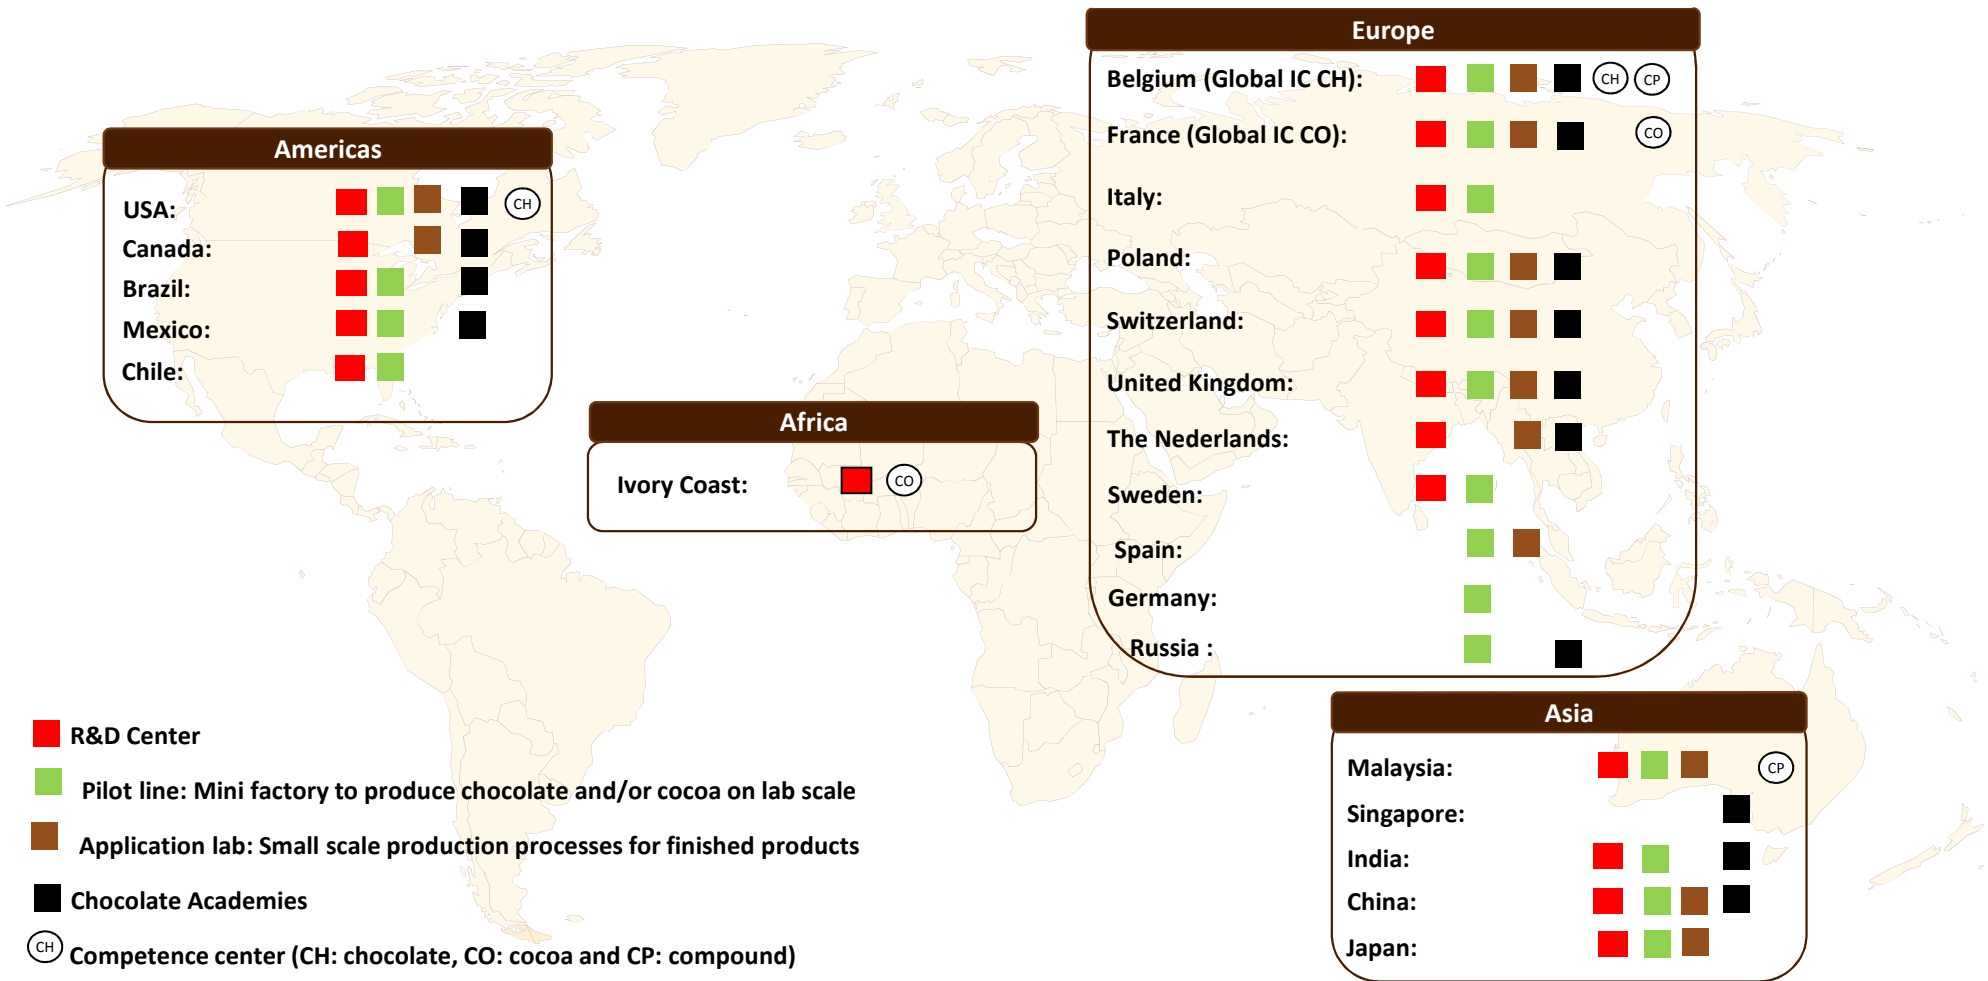 Europe
Belgium (Global IC CH): CH CP
France (Global IC CO): CO
Italy:
Poland:
Switzerland:
United Kingdom:
The Nederlands:
Sweden:
Spain:
Germany:
Russia :
Americas
USA: CH
Canada:
Brazil:
Mexico:
Chile:
Africa
Ivory Coast: CO
Asia
Malaysia: CP
Singapore:
India:
China:
Japan:
R&D Center
Pilot line: Mini factory to produce chocolate and/or cocoa on lab scale
Application lab: Small scale production processes for finished products
Chocolate Academies
CH Competence center (CH: chocolate, CO: cocoa and CP: compound)